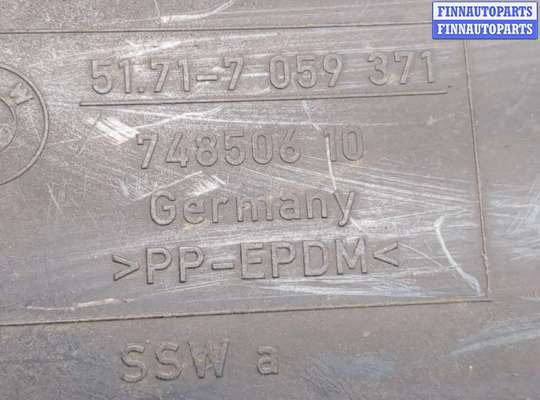 FINNAUTOPARTS
FINNAUTOPARTS
51.71-7 059 371
748506 10
Germany
>PP-EPDM<
SSW a